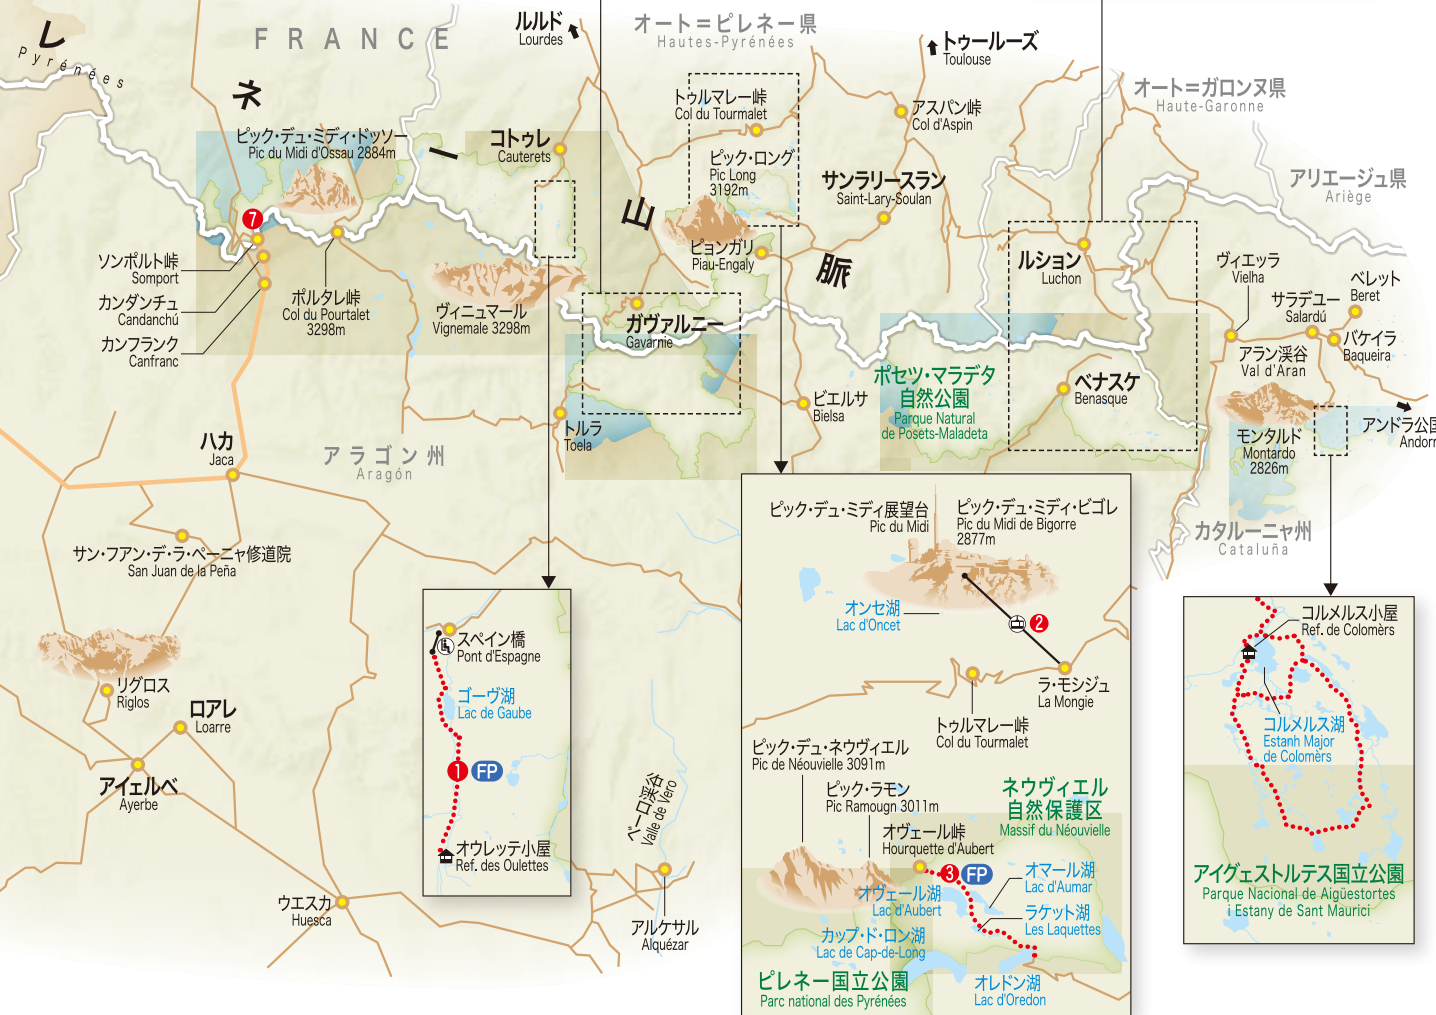 レ
Pyrénées
FRANCE
ネ
ー
山
脈
ルルド
Lourdes
オート=ピレネー県
Hautes-Pyrénées
トゥールーズ
Toulouse
オート=ガロンヌ県
Haute-Garonne
アリエージュ県
Ariège
ピック・デュ・ミディ・ドッソー
Pic du Midi d'Ossau 2884m
コトゥレ
Cauterets
トゥルマレー峠
Col du Tourmalet
アスパン峠
Col d'Aspin
ピック・ロング
Pic Long
3192m
サンラリースラン
Saint-Lary-Soulan
ピョンガリ
Piau-Engaly
7
ソンポルト峠
Somport
カンダンチュ
Candanchú
カンフランク
Canfranc
ポルタレ峠
Col du Pourtalet
3298m
ヴィニュマール
Vignemale 3298m
ガヴァルニー
Gavarnie
ルション
Luchon
ヴィエッラ
Vielha
ベレット
Beret
サラデユー
Salardú
バケイラ
Baqueira
アラン渓谷
Val d'Aran
ポセツ・マラデタ
自然公園
Parque Natural
de Posets-Maladeta
ベナスケ
Benasque
ビエルサ
Bielsa
トルラ
Toela
モンタルド
Montardo
2826m
アンドラ公国
Andorr
ハカ
Jaca
アラゴン州
Aragón
カタルーニャ州
Cataluña
サン・フアン・デ・ラ・ペーニャ修道院
San Juan de la Peña
リグロス
Riglos
ロアレ
Loarre
アイェルベ
Ayerbe
ウエスカ
Huesca
ベーロ渓谷
Valle de Vero
アルケサル
Alquézar
スペイン橋
Pont d'Espagne
ゴーヴ湖
Lac de Gaube
1 FP
オウレッテ小屋
Ref. des Oulettes
ピック・デュ・ミディ展望台
Pic du Midi
ピック・デュ・ミディ・ビゴレ
Pic du Midi de Bigorre
2877m
オンセ湖
Lac d'Oncet
2
ラ・モンジュ
La Mongie
トゥルマレー峠
Col du Tourmalet
ピック・デュ・ネウヴィエル
Pic de Néouvielle 3091m
ピック・ラモン
Pic Ramougn 3011m
ネウヴィエル
自然保護区
Massif du Néouvielle
オヴェール峠
Hourquette d'Aubert
3 FP
オマール湖
Lac d'Aumar
オヴェール湖
Lac d'Aubert
ラケット湖
Les Laquettes
カップ・ド・ロン湖
Lac de Cap-de-Long
ピレネー国立公園
Parc national des Pyrénées
オレドン湖
Lac d'Oredon
コルメルス小屋
Ref. de Colomèrs
コルメルス湖
Estanh Major
de Colomèrs
アイグェストルテス国立公園
Parque Nacional de Aigüestortes
i Estany de Sant Maurici